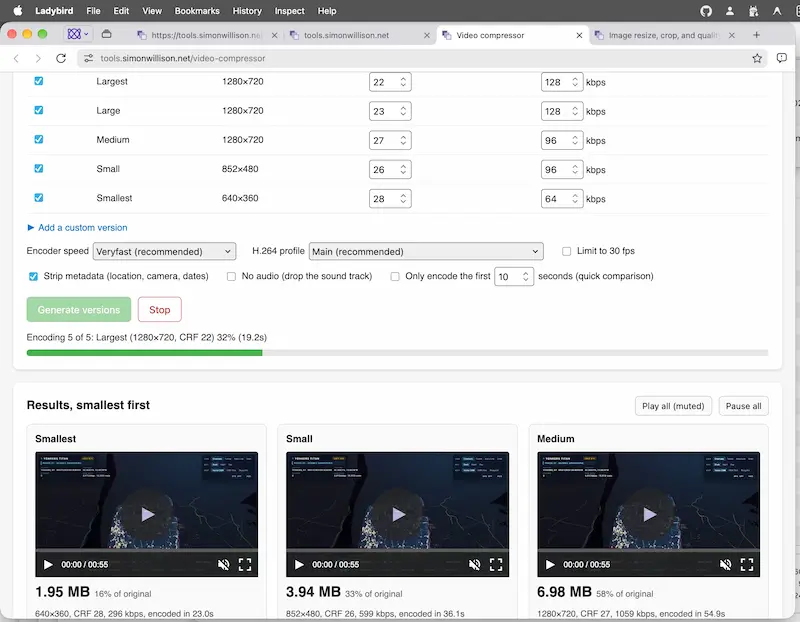 Ladybird File Edit View Bookmarks History Inspect Help
https://tools.simonwillison.ne
tools.simonwillison.net
Video compressor
Image resize, crop, and quali
tools.simonwillison.net/video-compressor
Largest 1280×720 22 128 kbps
Large 1280×720 23 128 kbps
Medium 1280×720 27 96 kbps
Small 852×480 26 96 kbps
Smallest 640×360 28 64 kbps
▶ Add a custom version
Encoder speed Veryfast (recommended) H.264 profile Main (recommended) Limit to 30 fps
Strip metadata (location, camera, dates) No audio (drop the sound track) Only encode the first 10 seconds (quick comparison)
Generate versions Stop
Encoding 5 of 5: Largest (1280×720, CRF 22) 32% (19.2s)
Results, smallest first Play all (muted) Pause all
Smallest
00:00 / 00:55
1.95 MB 16% of original
640×360, CRF 28, 296 kbps, encoded in 23.0s
Small
00:00 / 00:55
3.94 MB 33% of original
852×480, CRF 26, 599 kbps, encoded in 36.1s
Medium
00:00 / 00:55
6.98 MB 58% of original
1280×720, CRF 27, 1059 kbps, encoded in 54.9s